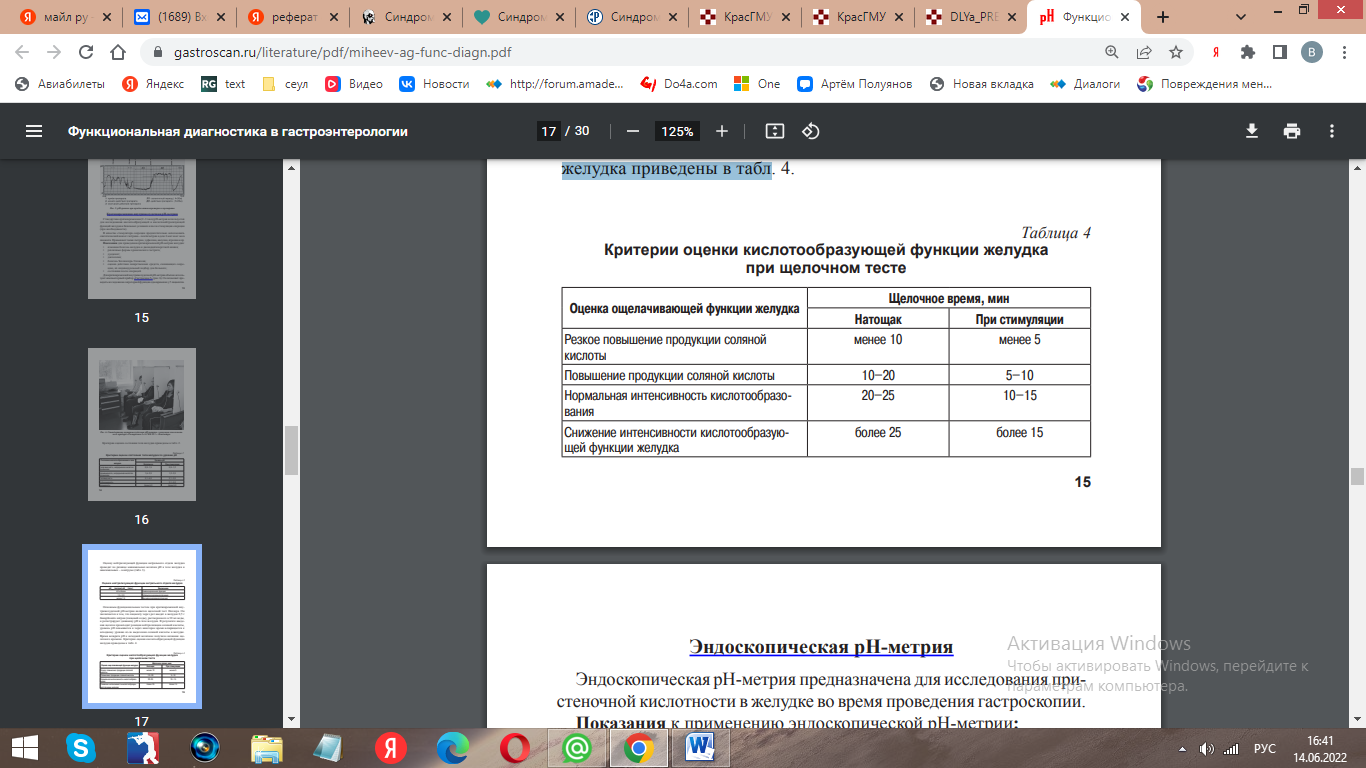 майл ру -
(1689) Вх
реферат
Синдром
Синдром
Синдром
КрасГМУ
КрасГМУ
DLYa_PRE
Функцио
gastroscan.ru/literature/pdf/miheev-ag-func-diagn.pdf
Авиабилеты
Яндекс
text
сеул
Видео
Новости
http://forum.amade...
Do4a.com
One
Артём Полуянов
Новая вкладка
Диалоги
Повреждения мен...
Функциональная диагностика в гастроэнтерологии
17 / 30
125%
15
16
17
желудка приведены в табл. 4.
Таблица 4
Критерии оценки кислотообразующей функции желудка
при щелочном тесте
Оценка ощелачивающей функции желудка
Щелочное время, мин
Натощак
При стимуляции
Резкое повышение продукции соляной
кислоты
менее 10
менее 5
Повышение продукции соляной кислоты
10–20
5–10
Нормальная интенсивность кислотообразо-
вания
20–25
10–15
Снижение интенсивности кислотообразую-
щей функции желудка
более 25
более 15
15
Эндоскопическая pH-метрия
Эндоскопическая pH-метрия предназначена для исследования при-
стеночной кислотности в желудке во время проведения гастроскопии.
Показания к применению эндоскопической pH-метрии:
Активация Windows
Чтобы активировать Windows, перейдите к
параметрам компьютера.
РУС
16:41
14.06.2022